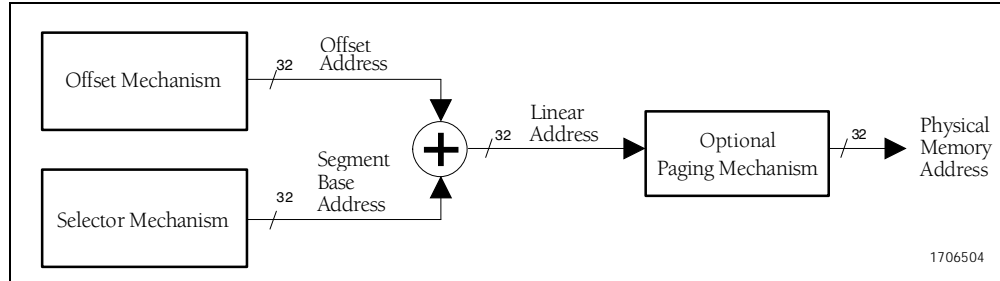 Offset Mechanism
32
Offset
Address
Selector Mechanism
32
Segment
Base
Address
+
32
Linear
Address
Optional
Paging Mechanism
32
Physical
Memory
Address
1706504